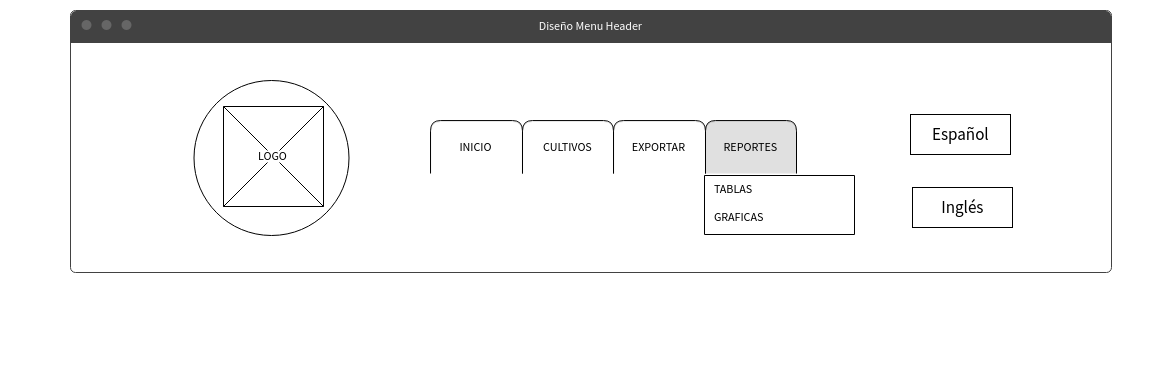 Diseño Menu Header
LOGO
INICIO
CULTIVOS
EXPORTAR
REPORTES
TABLAS
GRAFICAS
Español
Inglés